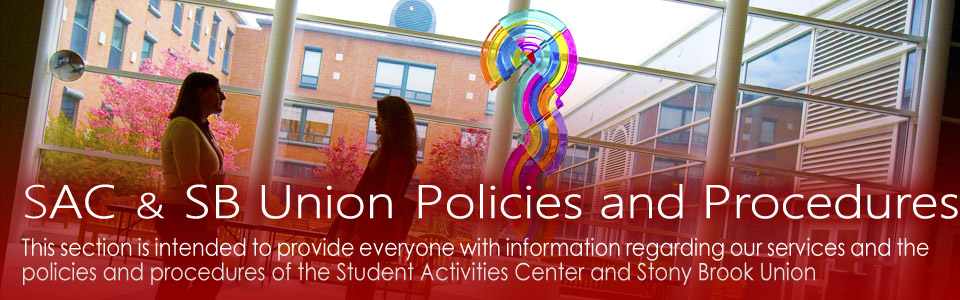 SAC & SB Union Policies and Procedures
This section is intended to provide everyone with information regarding our services and the
policies and procedures of the Student Activities Center and Stony Brook Union